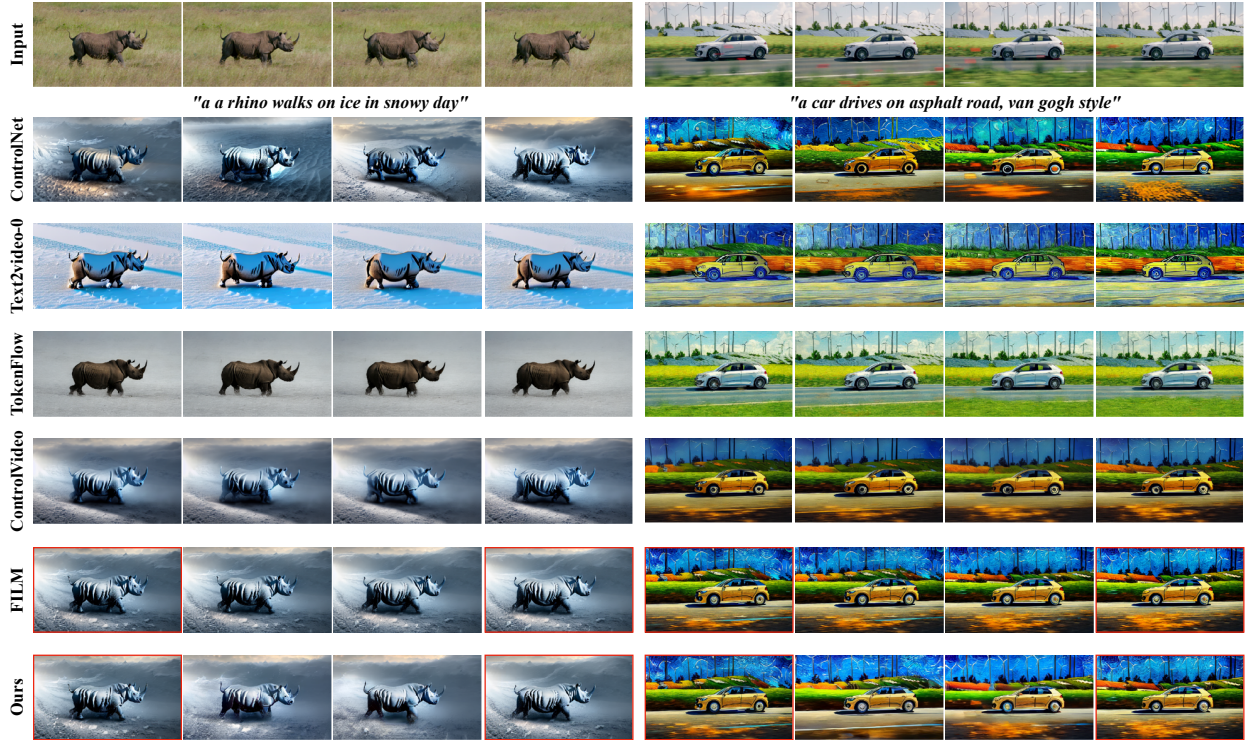 Input
"a a rhino walks on ice in snowy day"
"a car drives on asphalt road, van gogh style"
ControlNet
Text2video-0
TokenFlow
ControlVideo
FILM
Ours